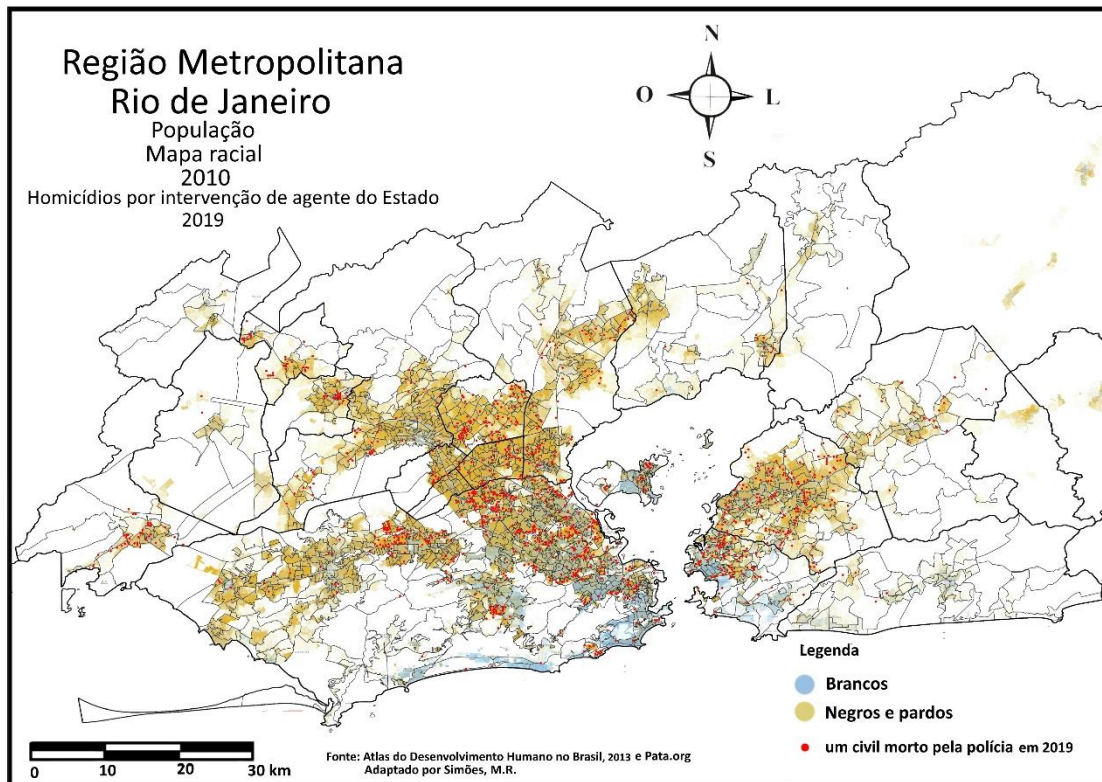 Região Metropolitana
Rio de Janeiro
População
Mapa racial
2010
Homicídios por intervenção de agente do Estado
2019
N
O
L
S
Legenda
Brancos
Negros e pardos
um civil morto pela polícia em 2019
0 10 20 30 km
Fonte: Atlas do Desenvolvimento Humano no Brasil, 2013 e Pata.org
Adaptado por Simões, M.R.